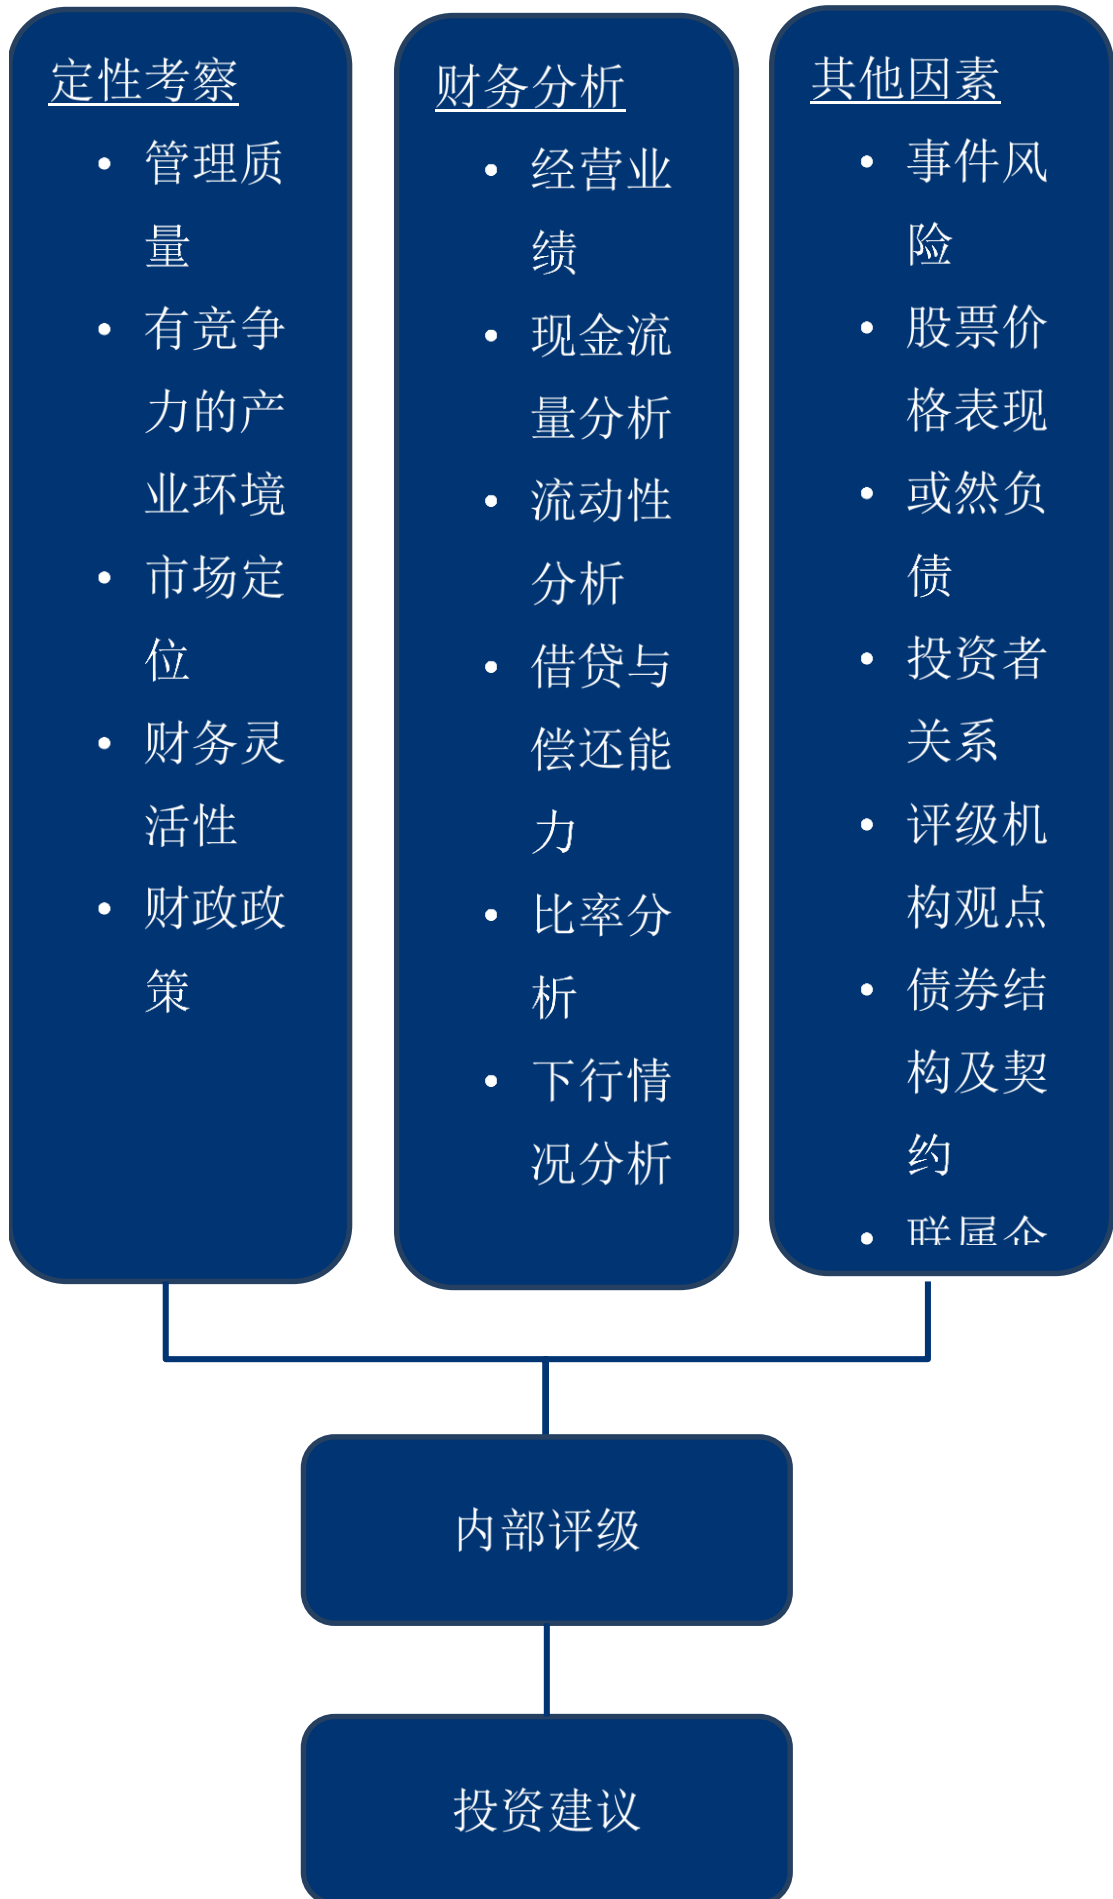 定性考察
• 管理质
量
• 有竞争
力的产
业环境
• 市场定
位
• 财务灵
活性
• 财政政
策
财务分析
• 经营业
绩
• 现金流
量分析
• 流动性
分析
• 借贷与
偿还能
力
• 比率分
析
• 下行情
况分析
其他因素
• 事件风
险
• 股票价
格表现
• 或然负
债
• 投资者
关系
• 评级机
构观点
• 债券结
构及契
约
• 联属企
内部评级
投资建议